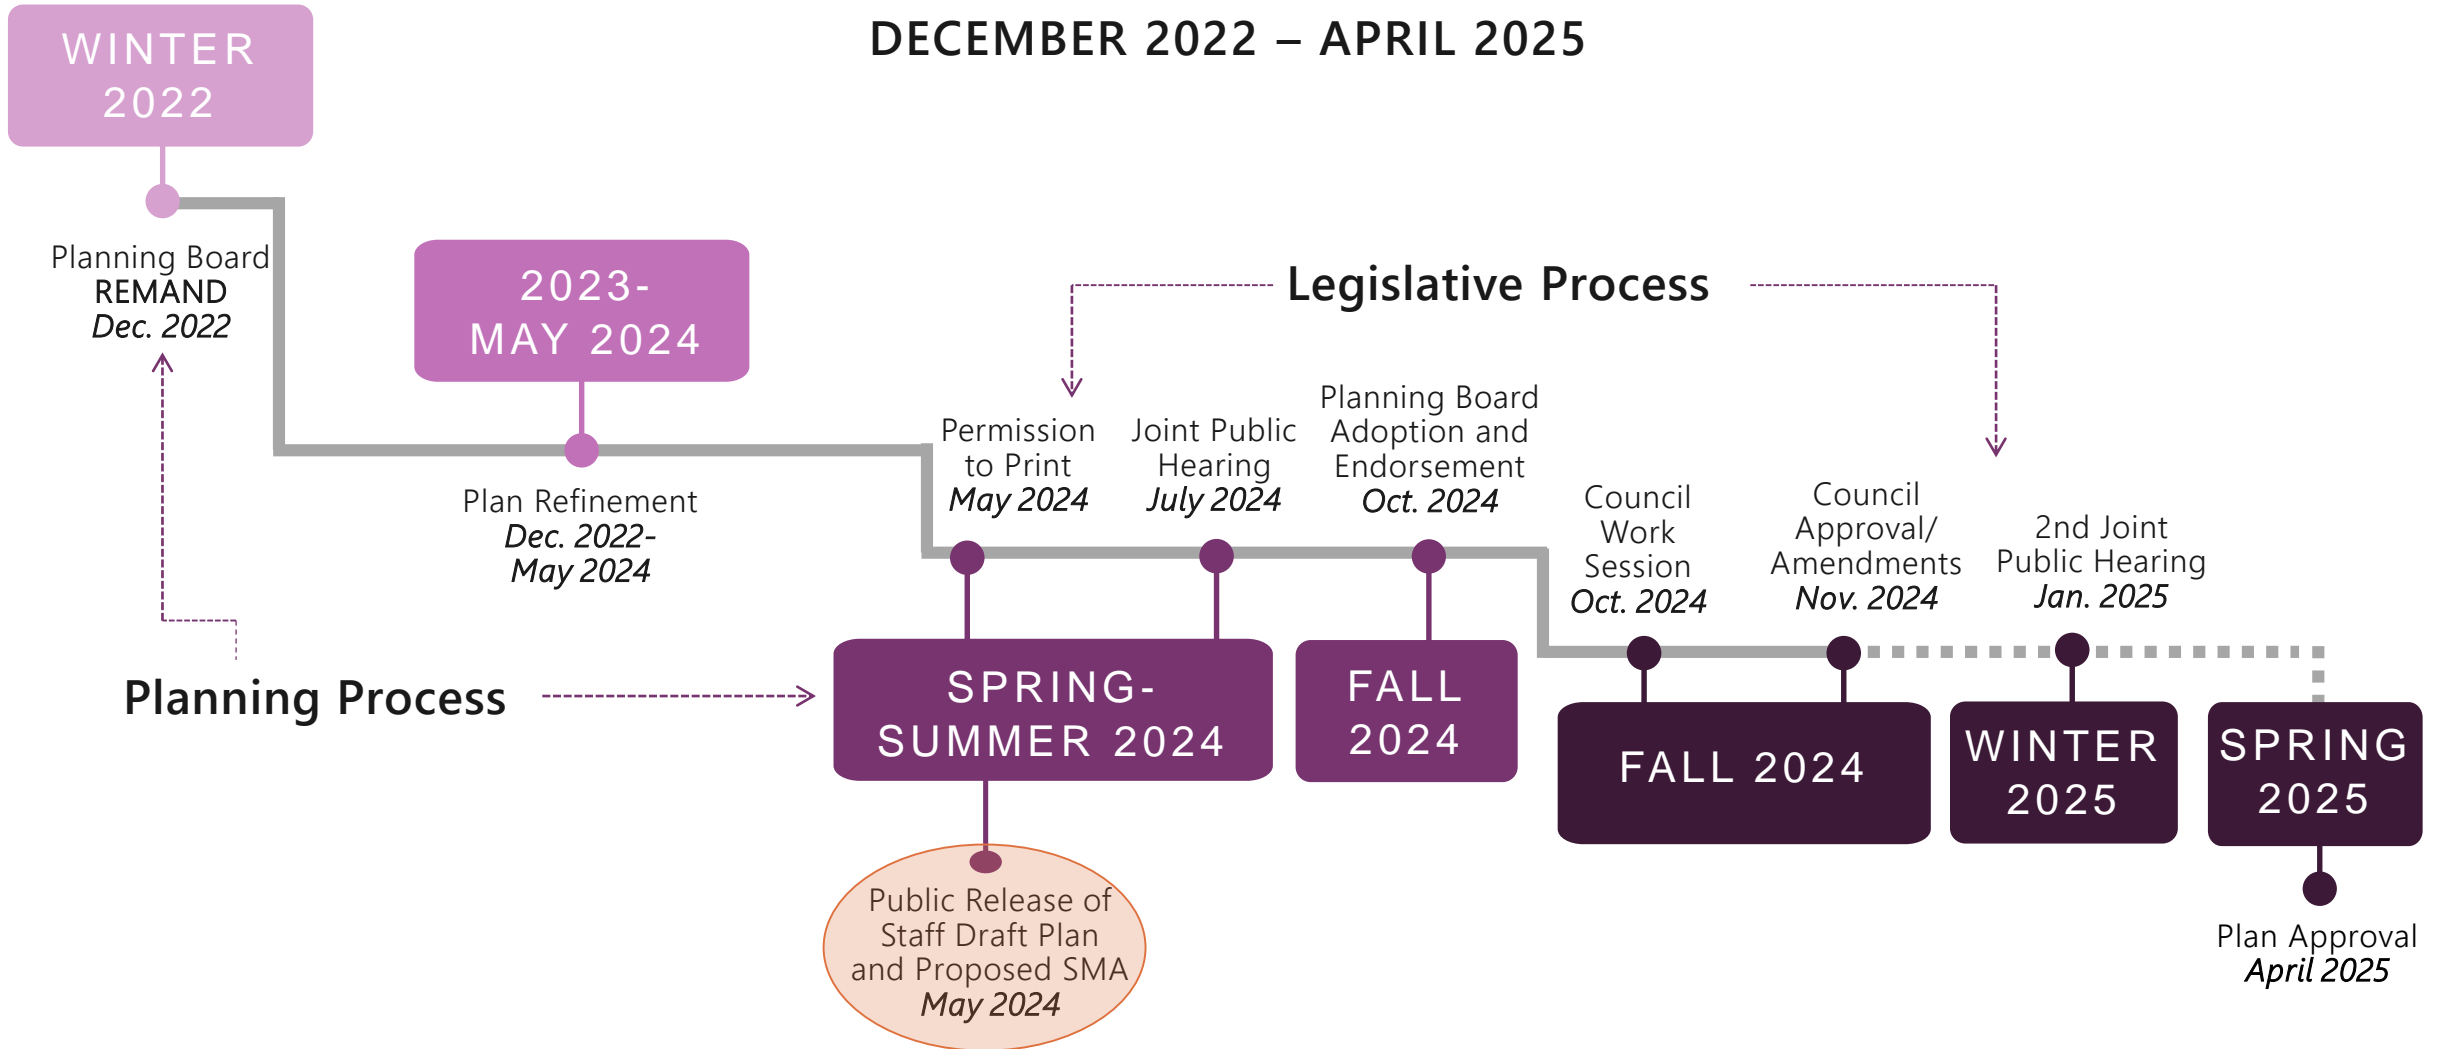 DECEMBER 2022 – APRIL 2025
WINTER
2022
Planning Board
REMAND
Dec. 2022
2023-
MAY 2024
Plan Refinement
Dec. 2022-
May 2024
Planning Process
Legislative Process
Permission
to Print
May 2024
Joint Public
Hearing
July 2024
Planning Board
Adoption and
Endorsement
Oct. 2024
Council
Work
Session
Oct. 2024
Council
Approval/
Amendments
Nov. 2024
2nd Joint
Public Hearing
Jan. 2025
SPRING-
SUMMER 2024
FALL
2024
FALL 2024
WINTER
2025
SPRING
2025
Public Release of
Staff Draft Plan
and Proposed SMA
May 2024
Plan Approval
April 2025